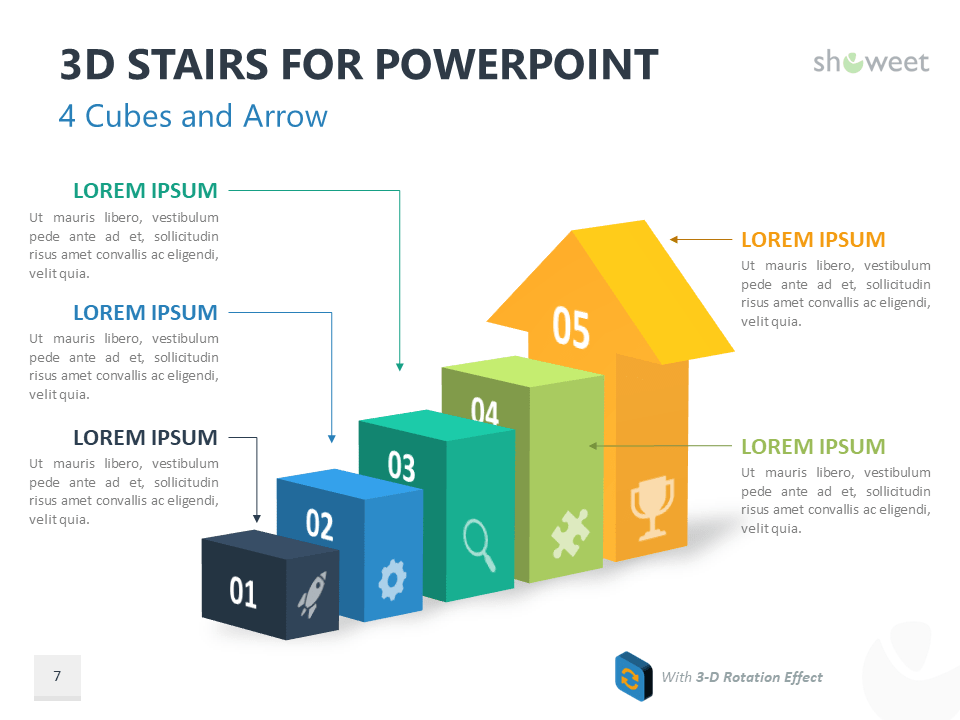 3D STAIRS FOR POWERPOINT
showeet
4 Cubes and Arrow
LOREM IPSUM
Ut mauris libero, vestibulum
pede ante ad et, sollicitudin
risus amet convallis ac eligendi,
velit quia.
LOREM IPSUM
Ut mauris libero, vestibulum
pede ante ad et, sollicitudin
risus amet convallis ac eligendi,
velit quia.
LOREM IPSUM
Ut mauris libero, vestibulum
pede ante ad et, sollicitudin
risus amet convallis ac eligendi,
velit quia.
01
02
03
04
05
LOREM IPSUM
Ut mauris libero, vestibulum
pede ante ad et, sollicitudin
risus amet convallis ac eligendi,
velit quia.
LOREM IPSUM
Ut mauris libero, vestibulum
pede ante ad et, sollicitudin
risus amet convallis ac eligendi,
velit quia.
7
With 3-D Rotation Effect